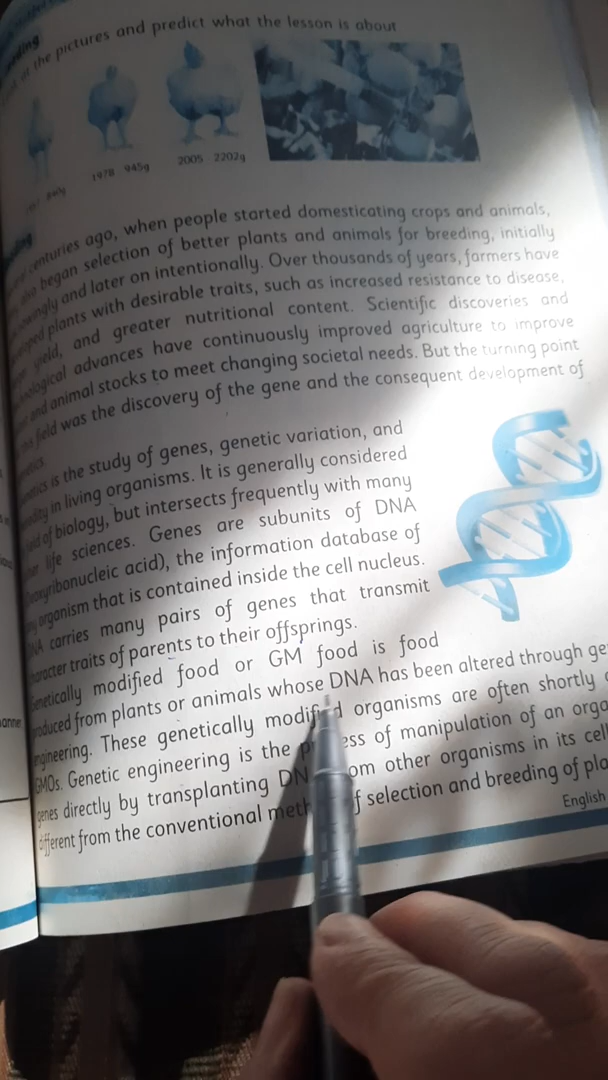 at the pictures and predict what the lesson is about
1978 945g
2005 2202g
centuries ago, when people started domesticating crops and animals,
also began selection of better plants and animals for breeding, initially
and later on intentionally. Over thousands of years, farmers have
plants with desirable traits, such as increased resistance to disease,
yield, and greater nutritional content. Scientific discoveries and
advances have continuously improved agriculture to improve
and animal stocks to meet changing societal needs. But the turning point
this field was the discovery of the gene and the consequent development of
is the study of genes, genetic variation, and
in living organisms. It is generally considered
field of biology, but intersects frequently with many
life sciences. Genes are subunits of DNA
(Deoxyribonucleic acid), the information database of
organism that is contained inside the cell nucleus.
DNA carries many pairs of genes that transmit
character traits of parents to their offsprings.
Genetically modified food or GM food is food
produced from plants or animals whose DNA has been altered through
engineering. These genetically modified organisms are often shortly
GMOs. Genetic engineering is the process of manipulation of an
genes directly by transplanting DNA from other organisms in its
different from the conventional method of selection and breeding of
English